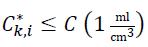 C*k,i ≤ C (1 ml/cm³)